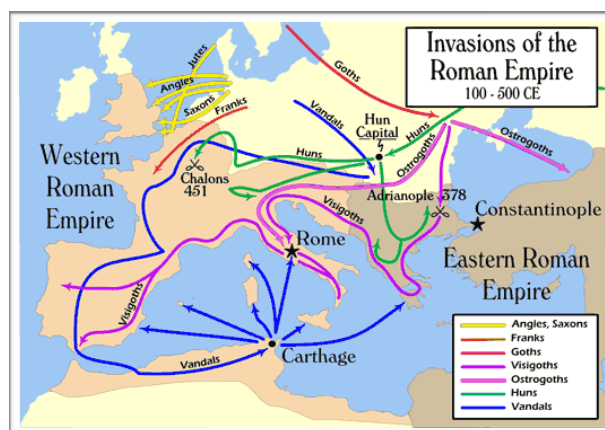 Invasions of the
Roman Empire
100 - 500 CE
Jutes
Angles
Saxons
Franks
Goths
Vandals
Hun
Capital
Huns
Huns
Ostrogoths
Ostrogoths
Western
Roman
Empire
Chalons
451
Adrianople 378
Visigoths
Constantinople
Rome
Eastern Roman
Empire
Visigoths
Vandals
Carthage
Angles, Saxons
Franks
Goths
Visigoths
Ostrogoths
Huns
Vandals